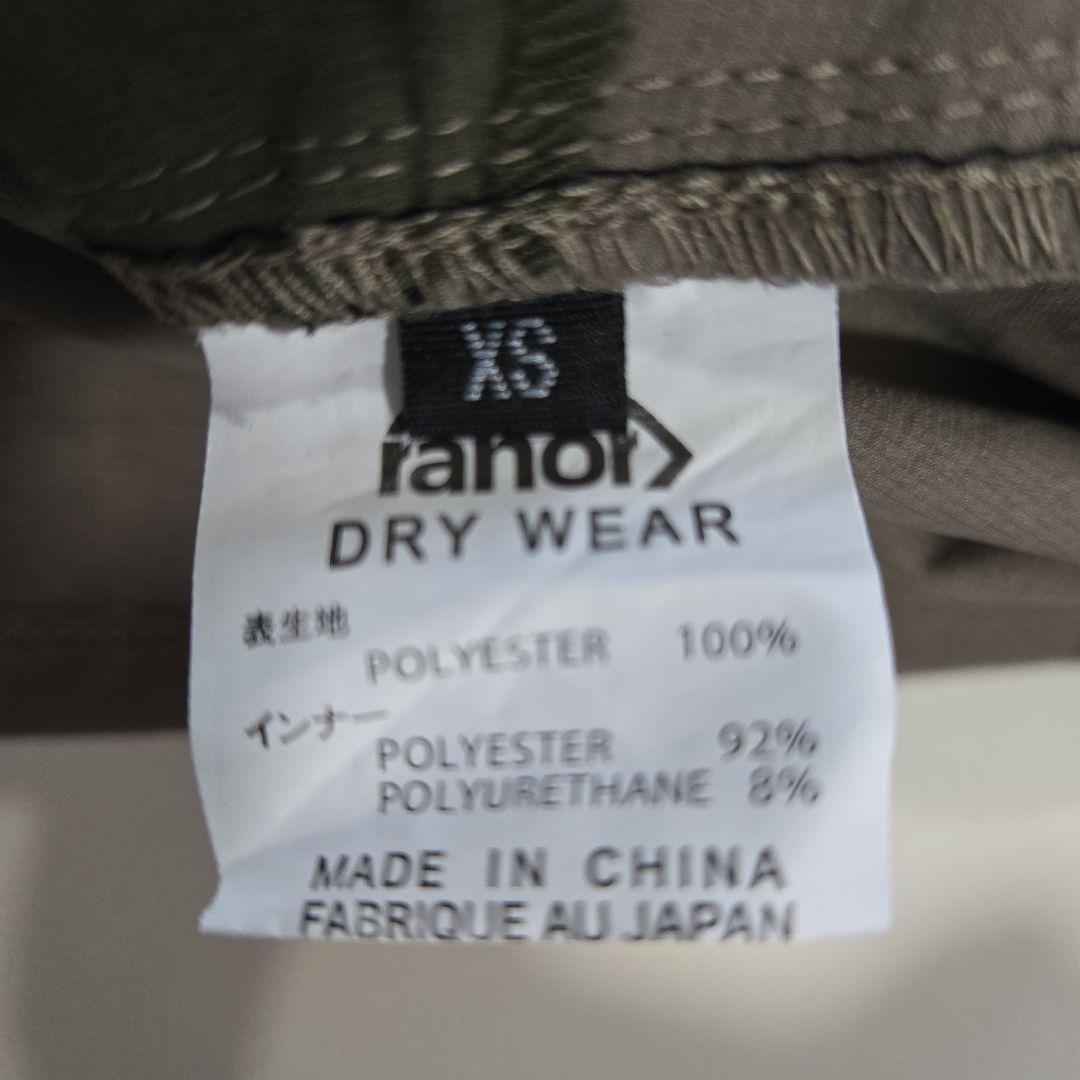 XS
ranor
DRY WEAR
表生地
POLYESTER 100%
インナー
POLYESTER 92%
POLYURETHANE 8%
MADE IN CHINA
FABRIQUE AU JAPAN